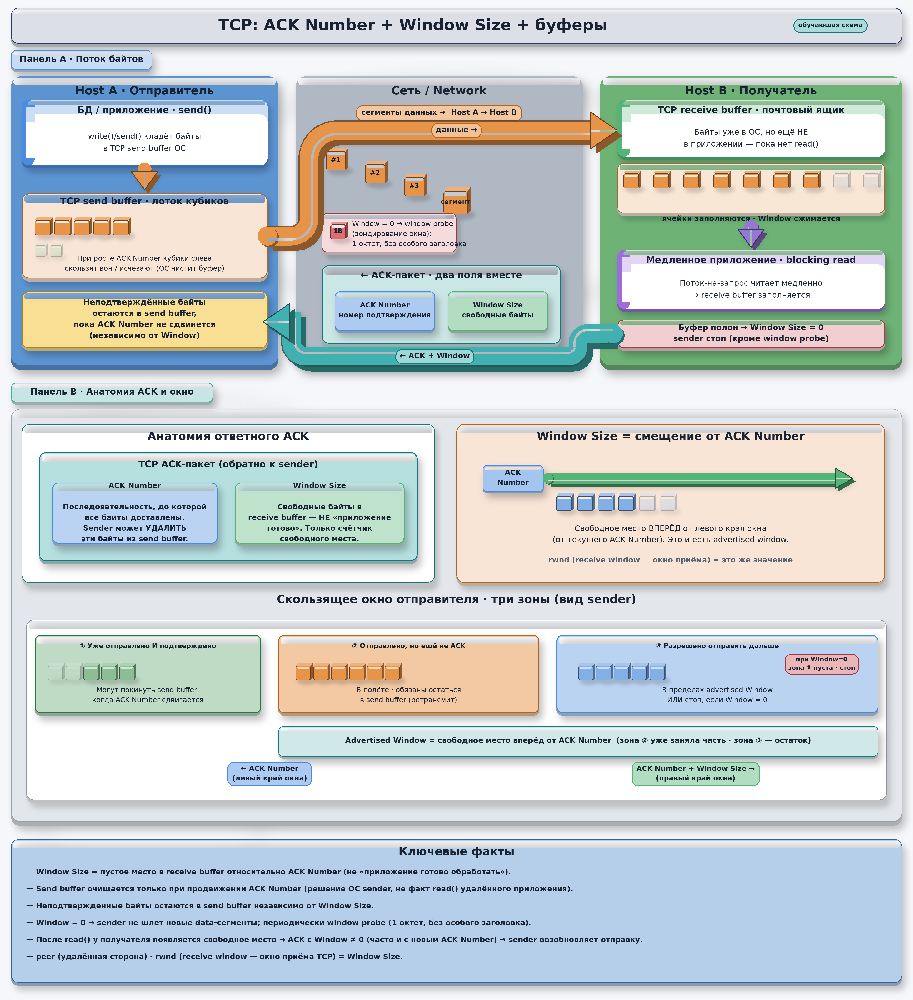 TCP: ACK Number + Window Size + буферы
обучающая схема
Панель A · Поток байтов
Host A · Отправитель
БД / приложение · send()
write()/send() кладёт байты
в TCP send buffer ОС
TCP send buffer · лоток кубиков
При росте ACK Number кубики слева
скользят вон / исчезают (ОС чистит буфер)
Неподтверждённые байты
остаются в send buffer,
пока ACK Number не сдвинется
(независимо от Window)
Сеть / Network
сегменты данных → Host A → Host B
данные →
#1
#2
#3
сегмент
1B
Window = 0 → window probe
(зондирование окна):
1 октет, без особого заголовка
← ACK-пакет · два поля вместе
ACK Number
номер подтверждения
Window Size
свободные байты
← ACK + Window
Host B · Получатель
TCP receive buffer · почтовый ящик
Байты уже в ОС, но ещё НЕ
в приложении — пока нет read()
ячейки заполняются · Window сжимается
Медленное приложение · blocking read
Поток-на-запрос читает медленно
→ receive buffer заполняется
Буфер полон → Window Size = 0
sender стоп (кроме window probe)
Панель B · Анатомия ACK и окно
Анатомия ответного ACK
TCP ACK-пакет (обратно к sender)
ACK Number
Последовательность, до которой
все байты доставлены.
Sender может УДАЛИТЬ
эти байты из send buffer.
Window Size
Свободные байты в
receive buffer — НЕ «приложение
готово». Только счётчик
свободного места.
Window Size = смещение от ACK Number
ACK
Number
Свободное место ВПЕРЁД от левого края окна
(от текущего ACK Number). Это и есть advertised window.
rwnd (receive window — окно приёма) = это же значение
Скользящее окно отправителя · три зоны (вид sender)
① Уже отправлено И подтверждено
Могут покинуть send buffer,
когда ACK Number сдвигается
② Отправлено, но ещё не ACK
В полёте · обязаны остаться
в send buffer (ретрансмит)
③ Разрешено отправить дальше
при Window=0
зона ③ пуста · стоп
В пределах advertised Window
ИЛИ стоп, если Window = 0
Advertised Window = свободное место вперёд от ACK Number (зона ② уже заняла часть · зона ③ — остаток)
← ACK Number
(левый край окна)
ACK Number + Window Size →
(правый край окна)
Ключевые факты
— Window Size = пустое место в receive buffer относительно ACK Number (не «приложение готово обработать»).
— Send buffer очищается только при продвижении ACK Number (решение ОС sender, не факт read() удалённого приложения).
— Неподтверждённые байты остаются в send buffer независимо от Window Size.
— Window = 0 → sender не шлёт новые data-сегменты; периодически window probe (1 октет, без особого заголовка).
— После read() у получателя появляется свободное место → ACK с Window ≠ 0 (часто и с новым ACK Number) → sender возобновляет отправку.
— peer (удалённая сторона) · rwnd (receive window — окно приёма TCP) = Window Size.